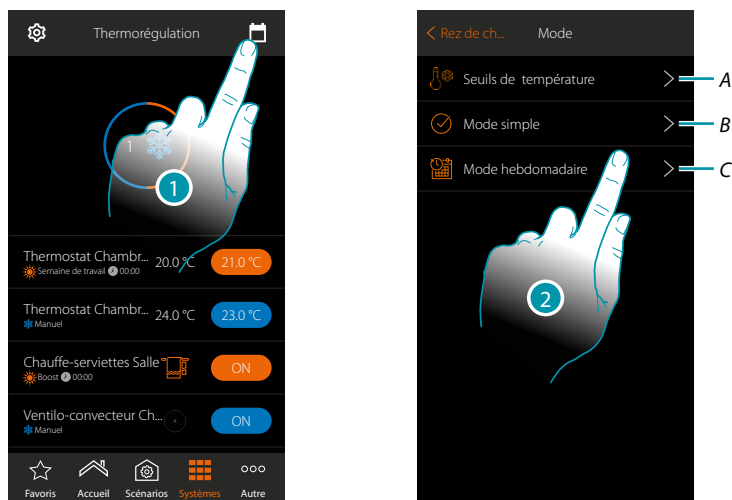 Thermorégulation
1
1
Thermostat Chambr... 20.0 °C 21.0 °C
Semaine de travail 00:00
Thermostat Chambr... 24.0 °C 23.0 °C
Manuel
Chauffe-serviettes Salle ON
Boost 00:00
Ventilo-convecteur Ch... ON
Manuel
Favoris Accueil Scénarios Systèmes Autre
Rez de ch... Mode
Seuils de température A
Mode simple B
Mode hebdomadaire C
2